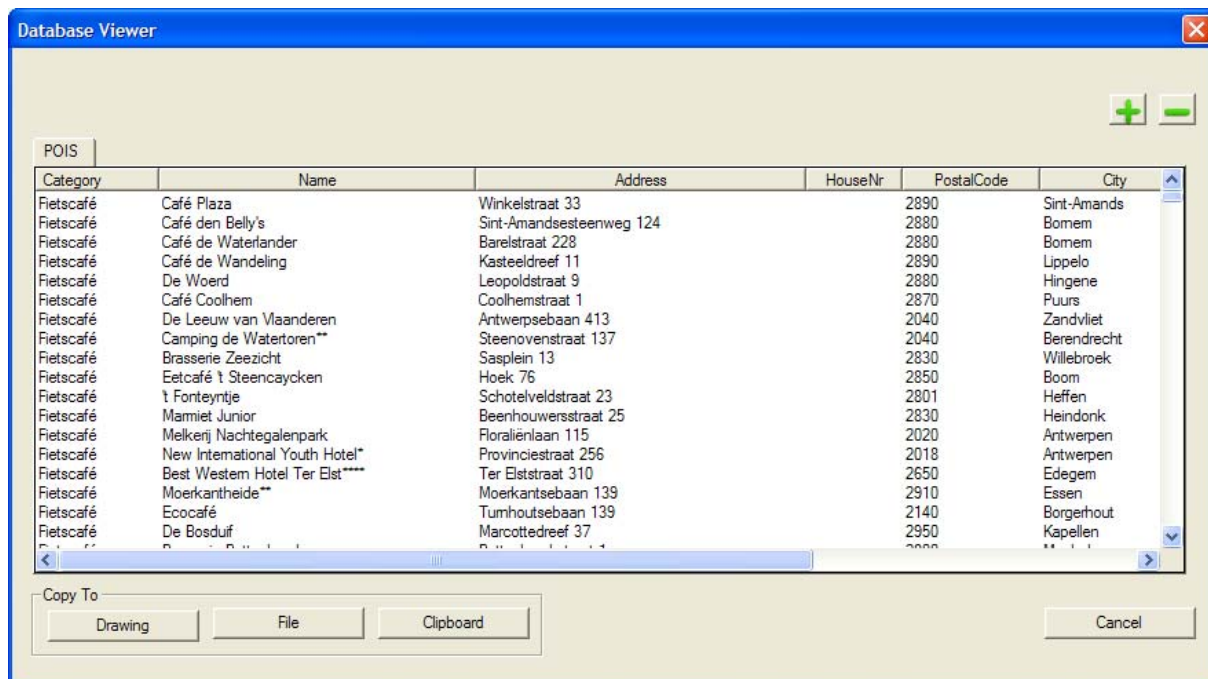 Database Viewer
POIS
Category Name Address HouseNr PostalCode City
Fietscafé Café Plaza Winkelstraat 33 2890 Sint-Amands
Fietscafé Café den Belly's Sint-Amandsesteenweg 124 2880 Bornem
Fietscafé Café de Waterlander Barelstraat 228 2880 Bornem
Fietscafé Café de Wandeling Kasteeldreef 11 2890 Lippelo
Fietscafé De Woerd Leopoldstraat 9 2880 Hingene
Fietscafé Café Coolhem Coolhemstraat 1 2870 Puurs
Fietscafé De Leeuw van Vlaanderen Antwerpsebaan 413 2040 Zandvliet
Fietscafé Camping de Watertoren** Steenovenstraat 137 2040 Berendrecht
Fietscafé Brasserie Zeezicht Sasplein 13 2830 Willebroek
Fietscafé Eetcafé 't Steencaycken Hoek 76 2850 Boom
Fietscafé 't Fonteyntje Schotelveldstraat 23 2801 Heffen
Fietscafé Marmiet Junior Beenhouwersstraat 25 2830 Heindonk
Fietscafé Melkerij Nachtegalenpark Floraliënlaan 115 2020 Antwerpen
Fietscafé New International Youth Hotel* Provinciestraat 256 2018 Antwerpen
Fietscafé Best Western Hotel Ter Elst**** Ter Elststraat 310 2650 Edegem
Fietscafé Moerkantheide** Moerkantsebaan 139 2910 Essen
Fietscafé Ecocafé Turnhoutsebaan 139 2140 Borgerhout
Fietscafé De Bosduif Marcottedreef 37 2950 Kapellen
Copy To
Drawing File Clipboard Cancel